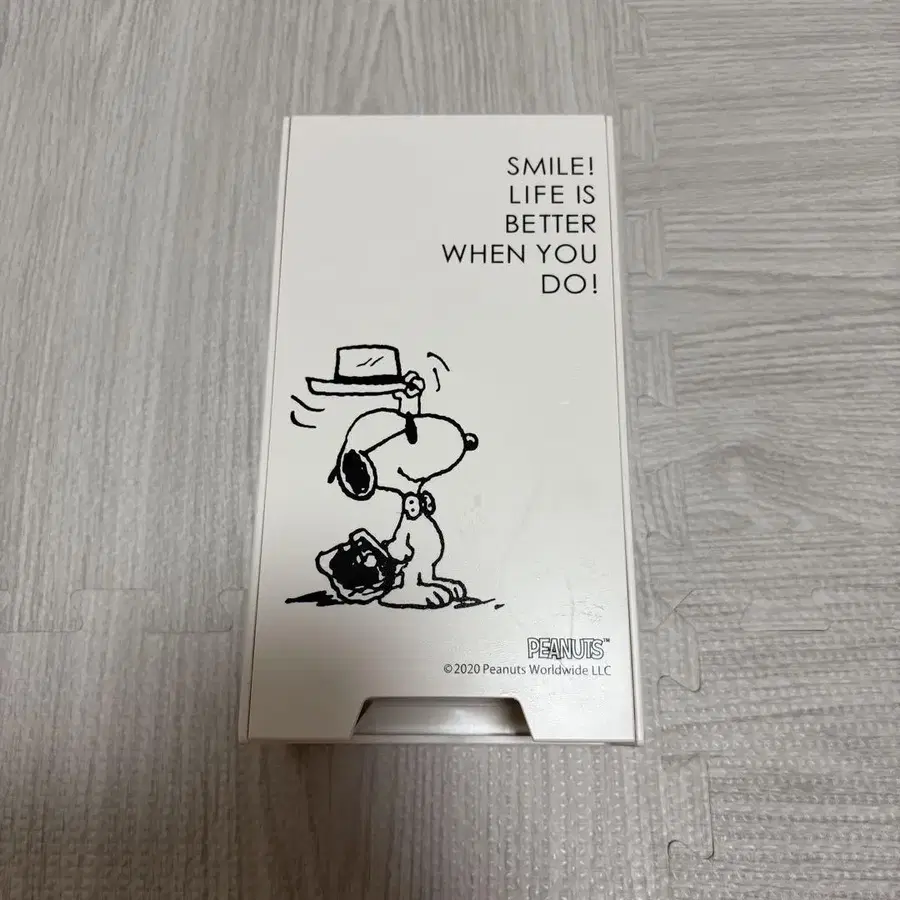 SMILE!
LIFE IS
BETTER
WHEN YOU
DO!
PEANUTS™
©2020 Peanuts Worldwide LLC